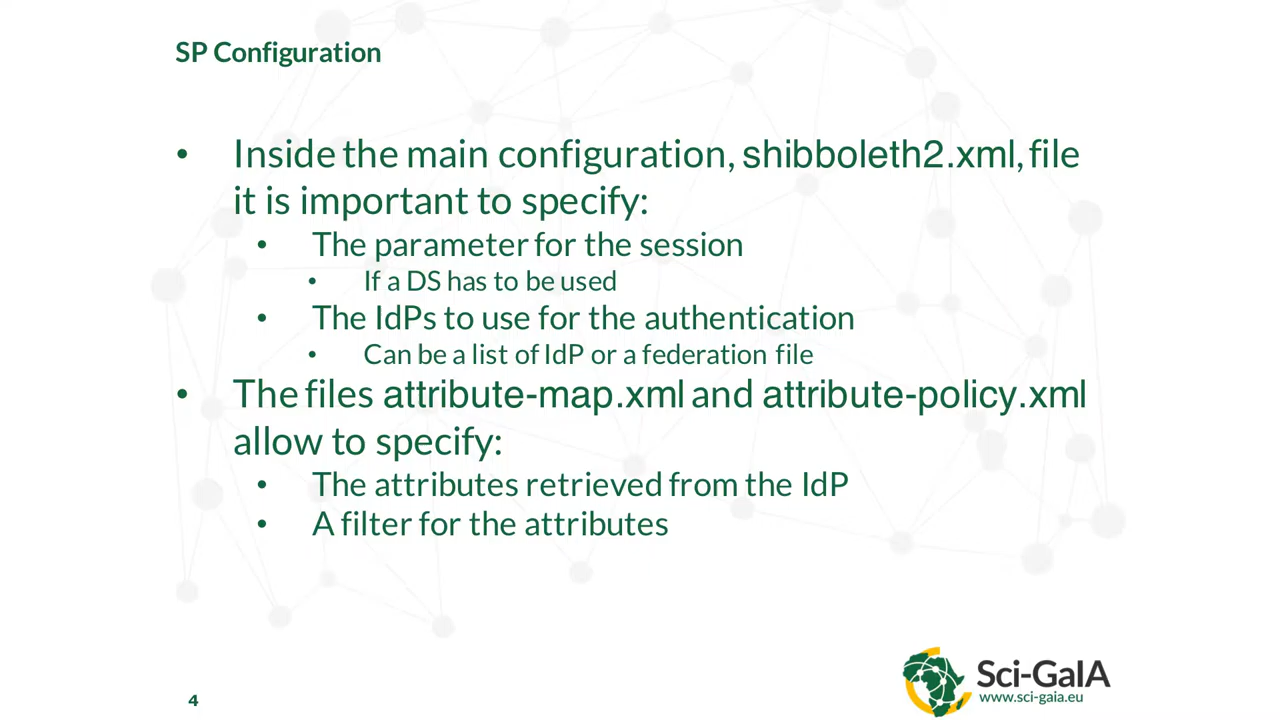 SP Configuration
• Inside the main configuration, shibboleth2.xml, file
it is important to specify:
• The parameter for the session
• If a DS has to be used
• The IdPs to use for the authentication
• Can be a list of IdP or a federation file
• The files attribute-map.xml and attribute-policy.xml
allow to specify:
• The attributes retrieved from the IdP
• A filter for the attributes
Sci-GaIA
www.sci-gaia.eu
4